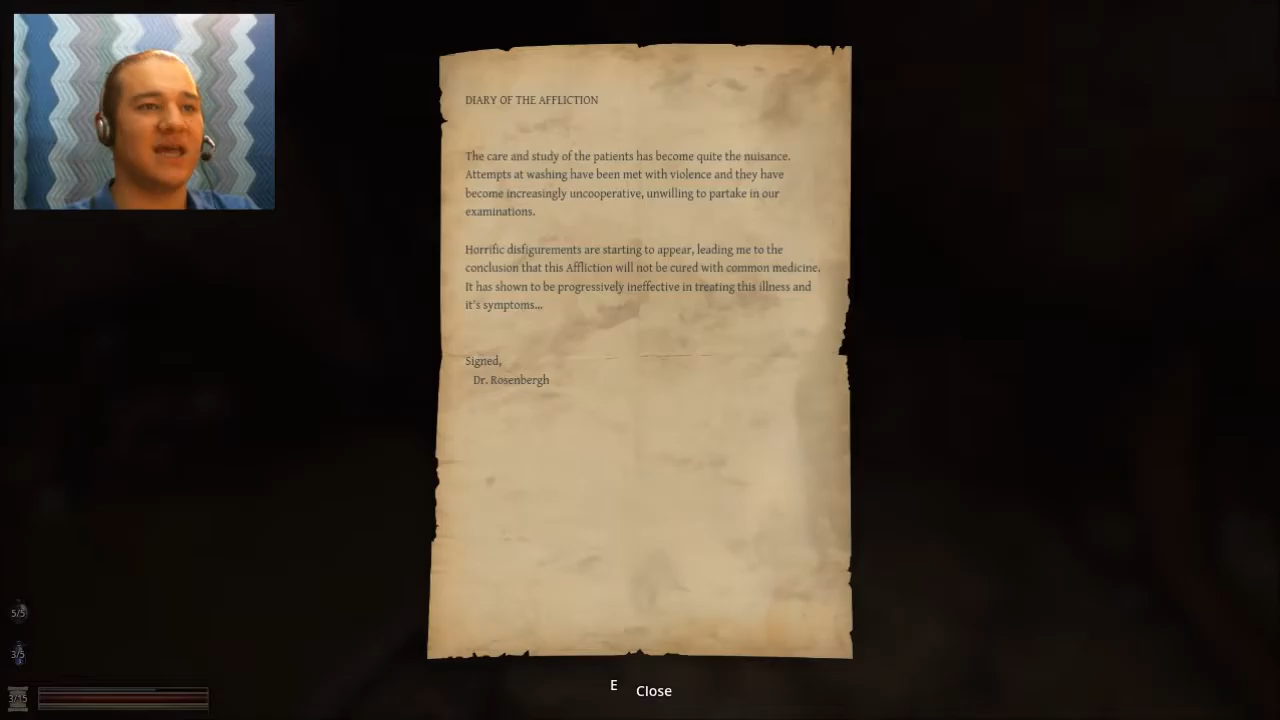 DIARY OF THE AFFLICTION
The care and study of the patients has become quite the nuisance.
Attempts at washing have been met with violence and they have
become increasingly uncooperative, unwilling to partake in our
examinations.
Horrific disfigurements are starting to appear, leading me to the
conclusion that this Affliction will not be cured with common medicine.
It has shown to be progressively ineffective in treating this illness and
it's symptoms...
Signed,
Dr. Rosenbergh
5/5
3/5
3/15
E Close